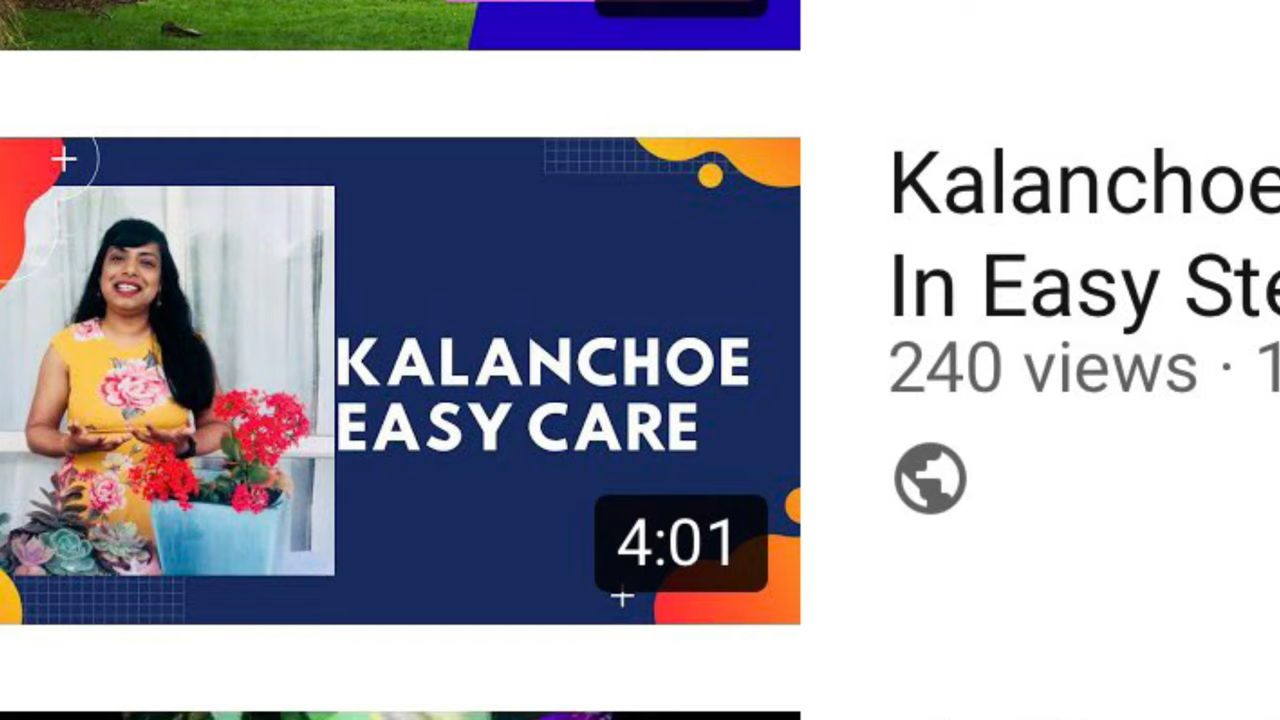 KALANCHOE
EASY CARE
4:01
Kalanchoe
In Easy Ste
240 views · 1